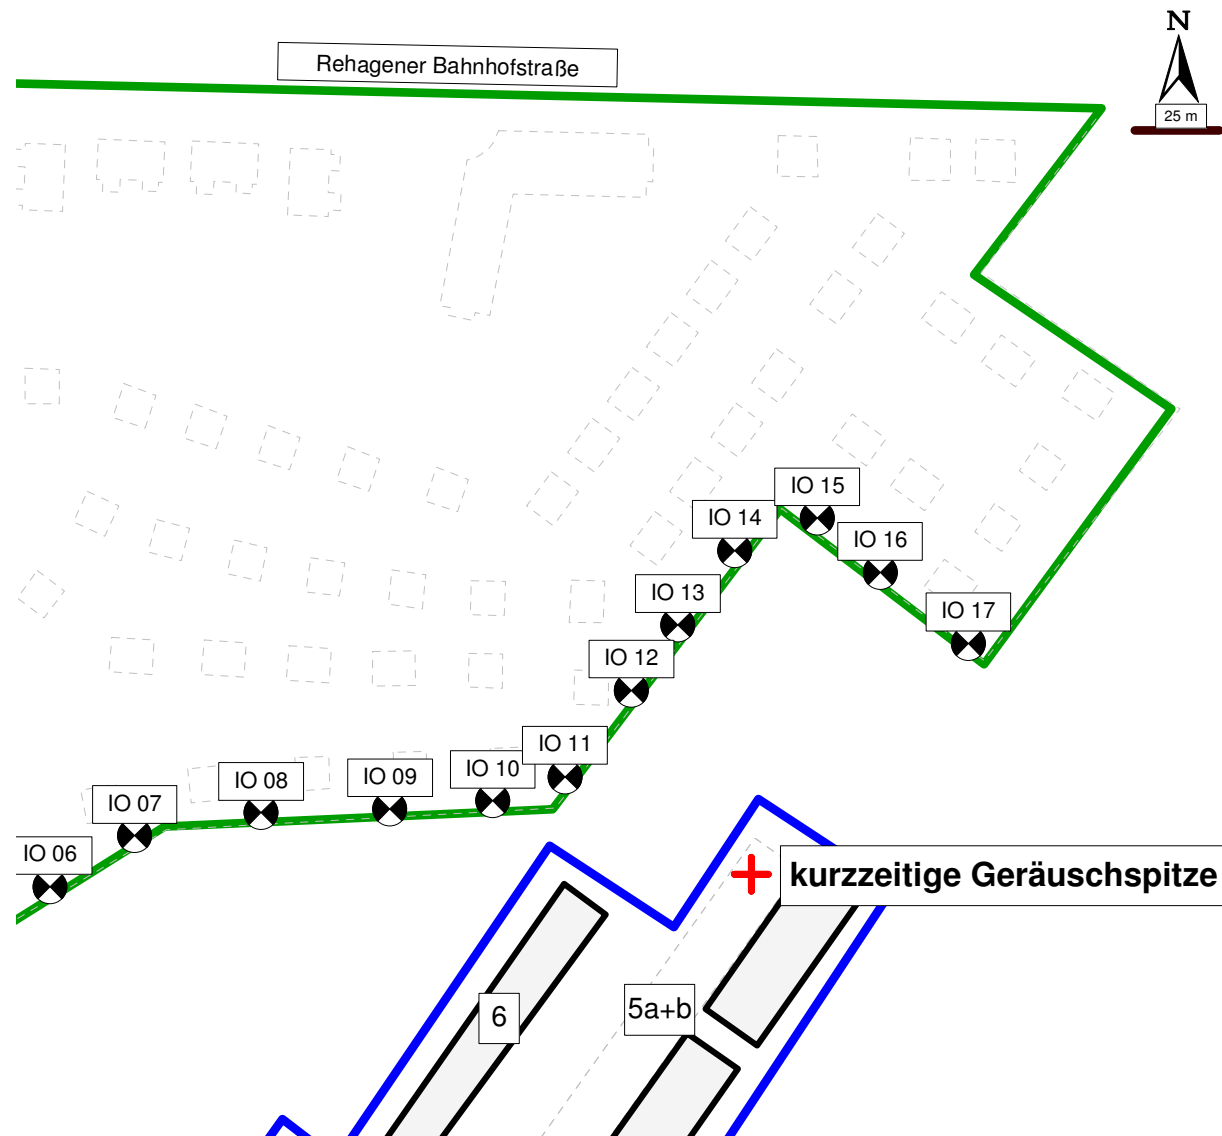 N
Rehagener Bahnhofstraße
25 m
IO 15
IO 14
IO 16
IO 13
IO 17
IO 12
IO 11
IO 10
IO 09
IO 08
IO 07
IO 06
kurzzeitige Geräuschspitze
6
5a+b